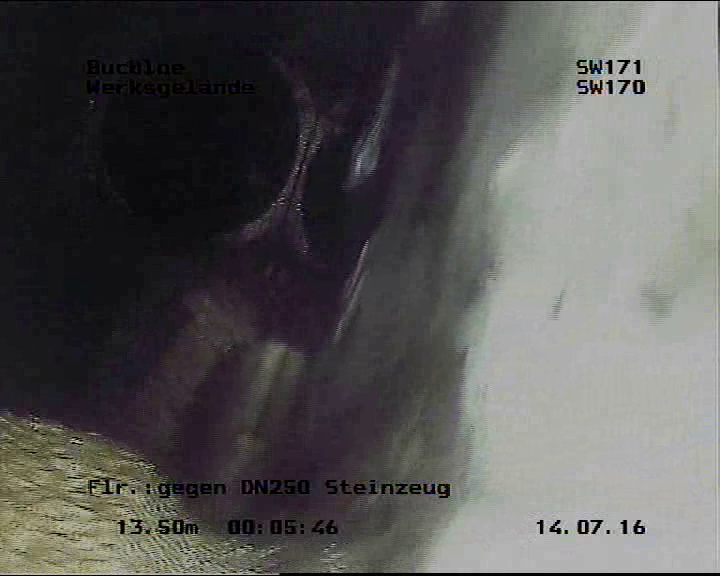 Buchloe
Werksgelände
SW171
SW170
Flr.:gegen DN250 Steinzeug
13.50m 00:05:46 14.07.16